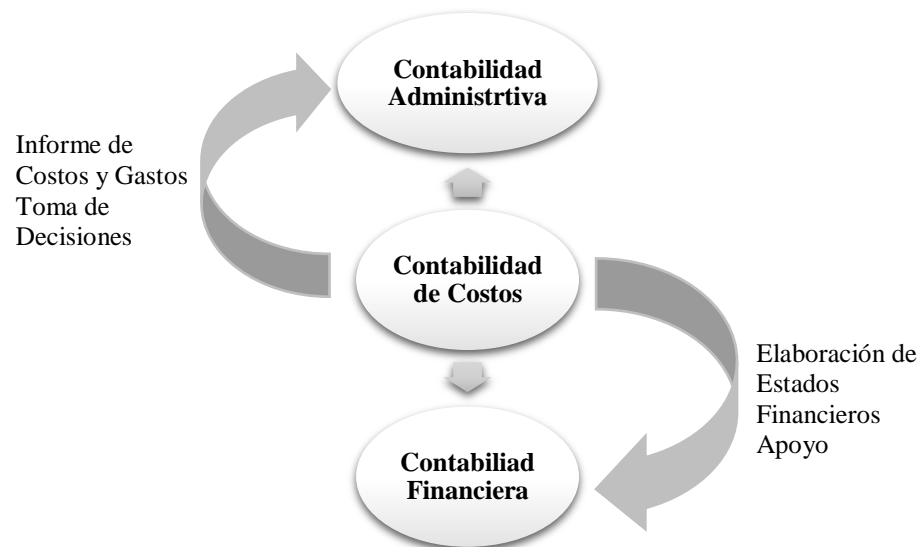 Contabilidad
Administrtiva
Informe de
Costos y Gastos
Toma de
Decisiones
Contabilidad
de Costos
Elaboración de
Estados
Financieros
Apoyo
Contabiliad
Financiera